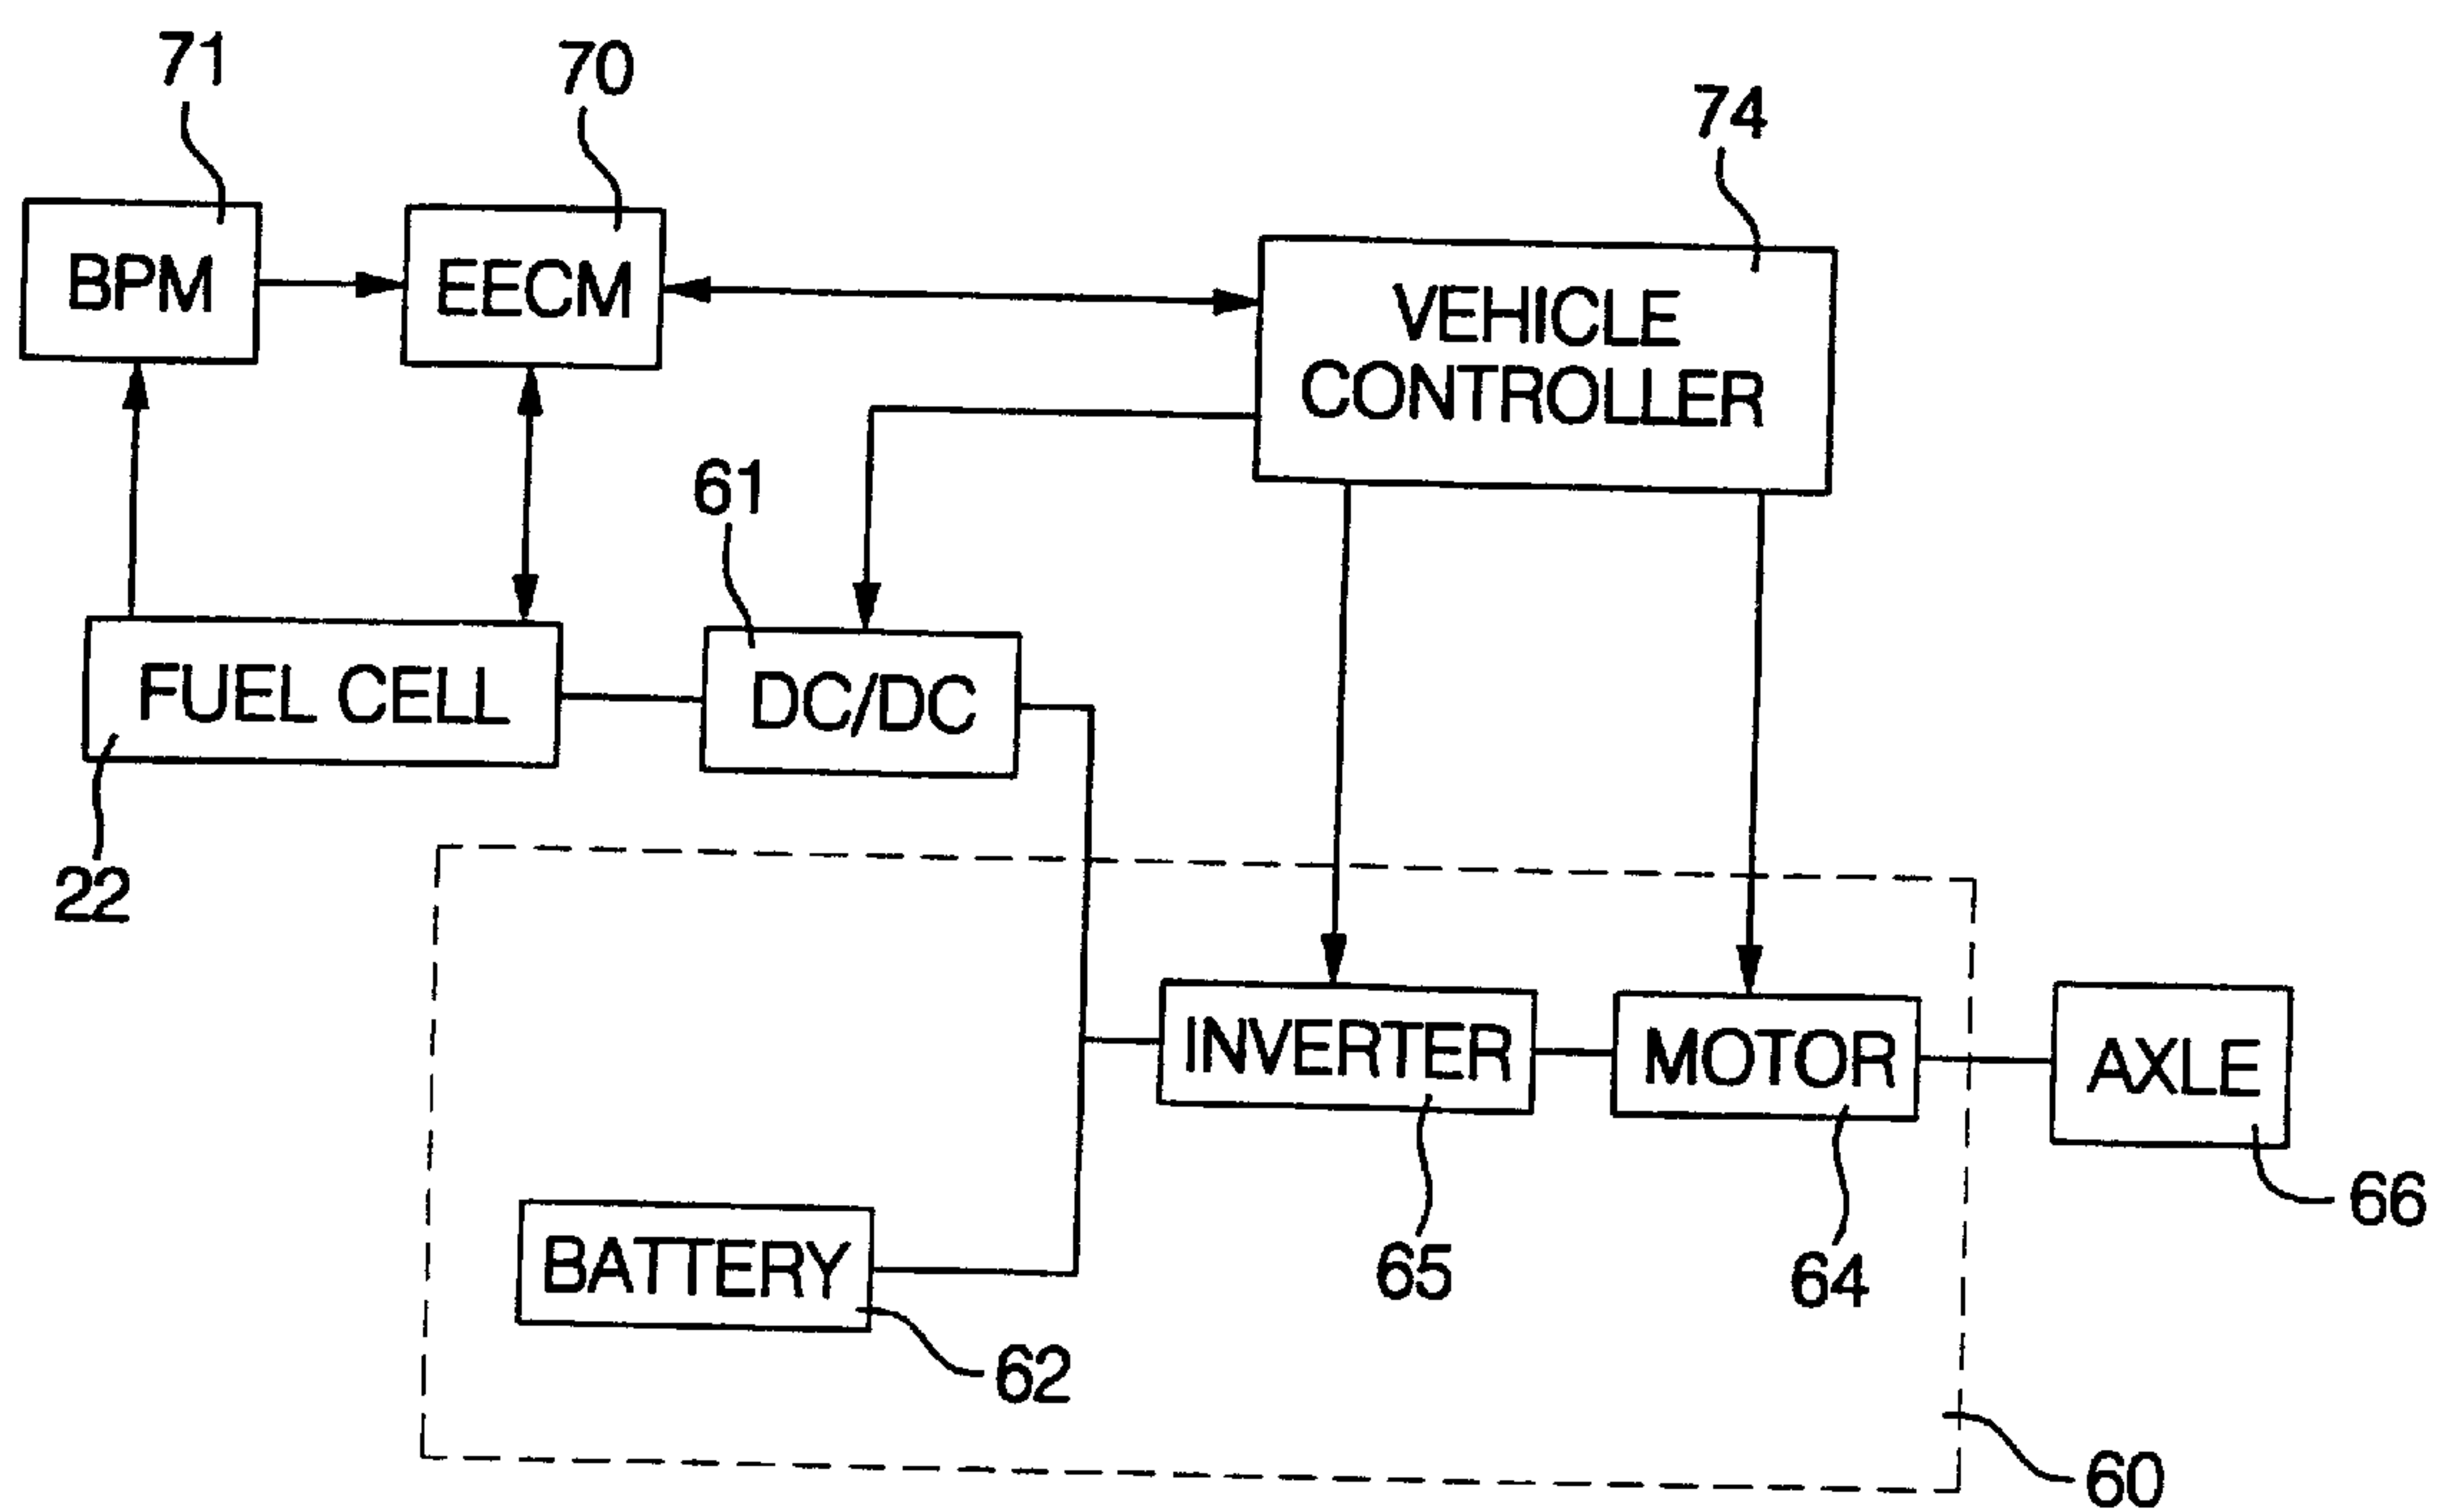 71
70
74
BPM
EECM
VEHICLE
CONTROLLER
61
FUEL CELL
DC/DC
22
INVERTER
MOTOR
AXLE
66
BATTERY
65
64
62
60